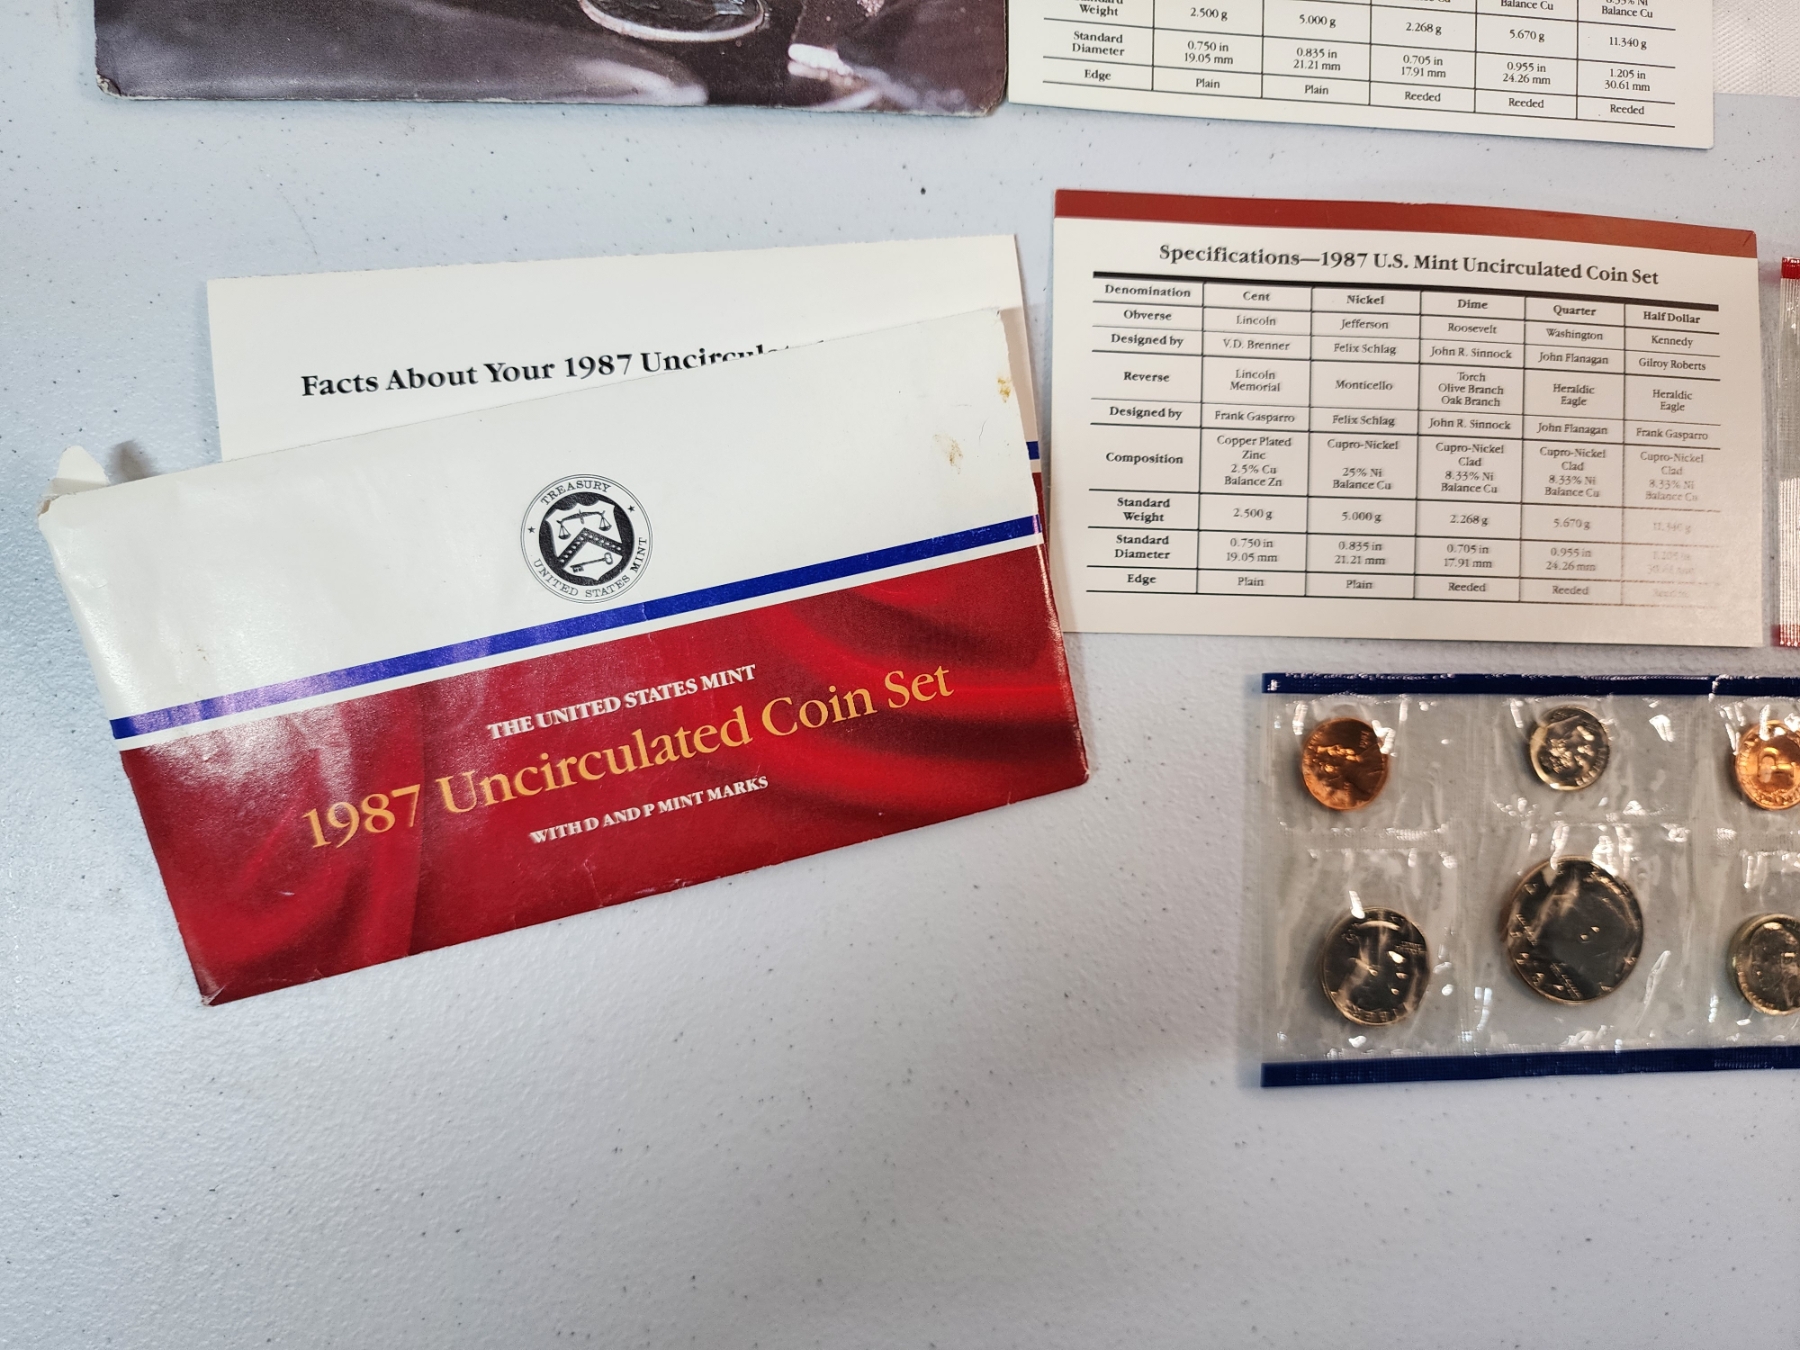 Weight 2.500 g 5.000 g 2.268 g 5.670 g 11.340 g
Balance Cu
Balance Cu
Standard Diameter 0.750 in 0.835 in 0.705 in 0.955 in 1.205 in
19.05 mm 21.21 mm 17.91 mm 24.26 mm 30.61 mm
Edge Plain Plain Reeded Reeded Reeded
Facts About Your 1987
TREASURY
UNITED STATES MINT
THE UNITED STATES MINT
1987 Uncirculated Coin Set
WITH D AND P MINT MARKS
Specifications—1987 U.S. Mint Uncirculated Coin Set
Denomination Cent Nickel Dime Quarter Half Dollar
Obverse Lincoln Jefferson Roosevelt Washington Kennedy
Designed by V.D. Brenner Felix Schlag John R. Sinnock John Flanagan Gilroy Roberts
Reverse Lincoln Memorial Monticello Torch Olive Branch Oak Branch Heraldic Eagle Heraldic Eagle
Designed by Frank Gasparro Felix Schlag John R. Sinnock John Flanagan Frank Gasparro
Composition Copper Plated Zinc 2.5% Cu Balance Zn Cupro-Nickel 25% Ni Balance Cu Cupro-Nickel Clad 8.33% Ni Balance Cu Cupro-Nickel Clad 8.33% Ni Balance Cu Cupro-Nickel Clad 8.33% Ni Balance Cu
Standard Weight 2.500 g 5.000 g 2.268 g 5.670 g 11.340 g
Standard Diameter 0.750 in 19.05 mm 0.835 in 21.21 mm 0.705 in 17.91 mm 0.955 in 24.26 mm
Edge Plain Plain Reeded Reeded